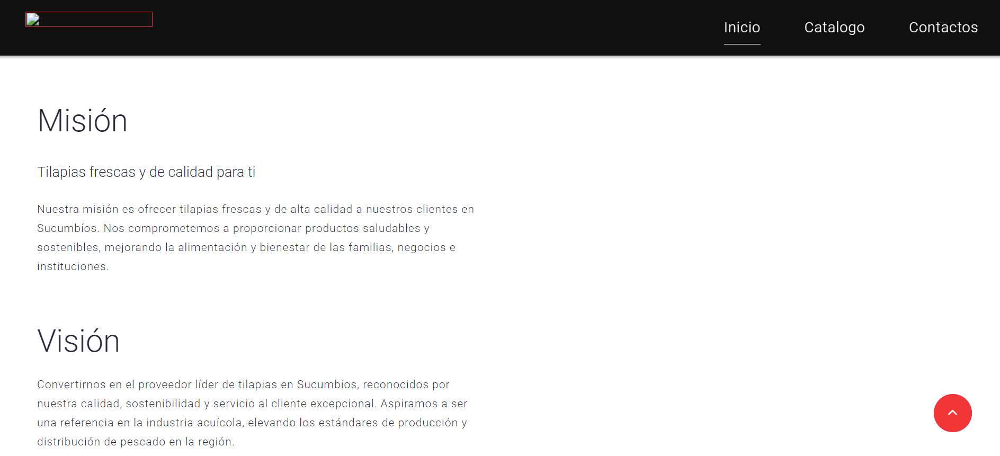 Inicio Catalogo Contactos
Misión
Tilapias frescas y de calidad para ti
Nuestra misión es ofrecer tilapias frescas y de alta calidad a nuestros clientes en
Sucumbíos. Nos comprometemos a proporcionar productos saludables y
sostenibles, mejorando la alimentación y bienestar de las familias, negocios e
instituciones.
Visión
Convertirnos en el proveedor líder de tilapias en Sucumbíos, reconocidos por
nuestra calidad, sostenibilidad y servicio al cliente excepcional. Aspiramos a ser
una referencia en la industria acuícola, elevando los estándares de producción y
distribución de pescado en la región.